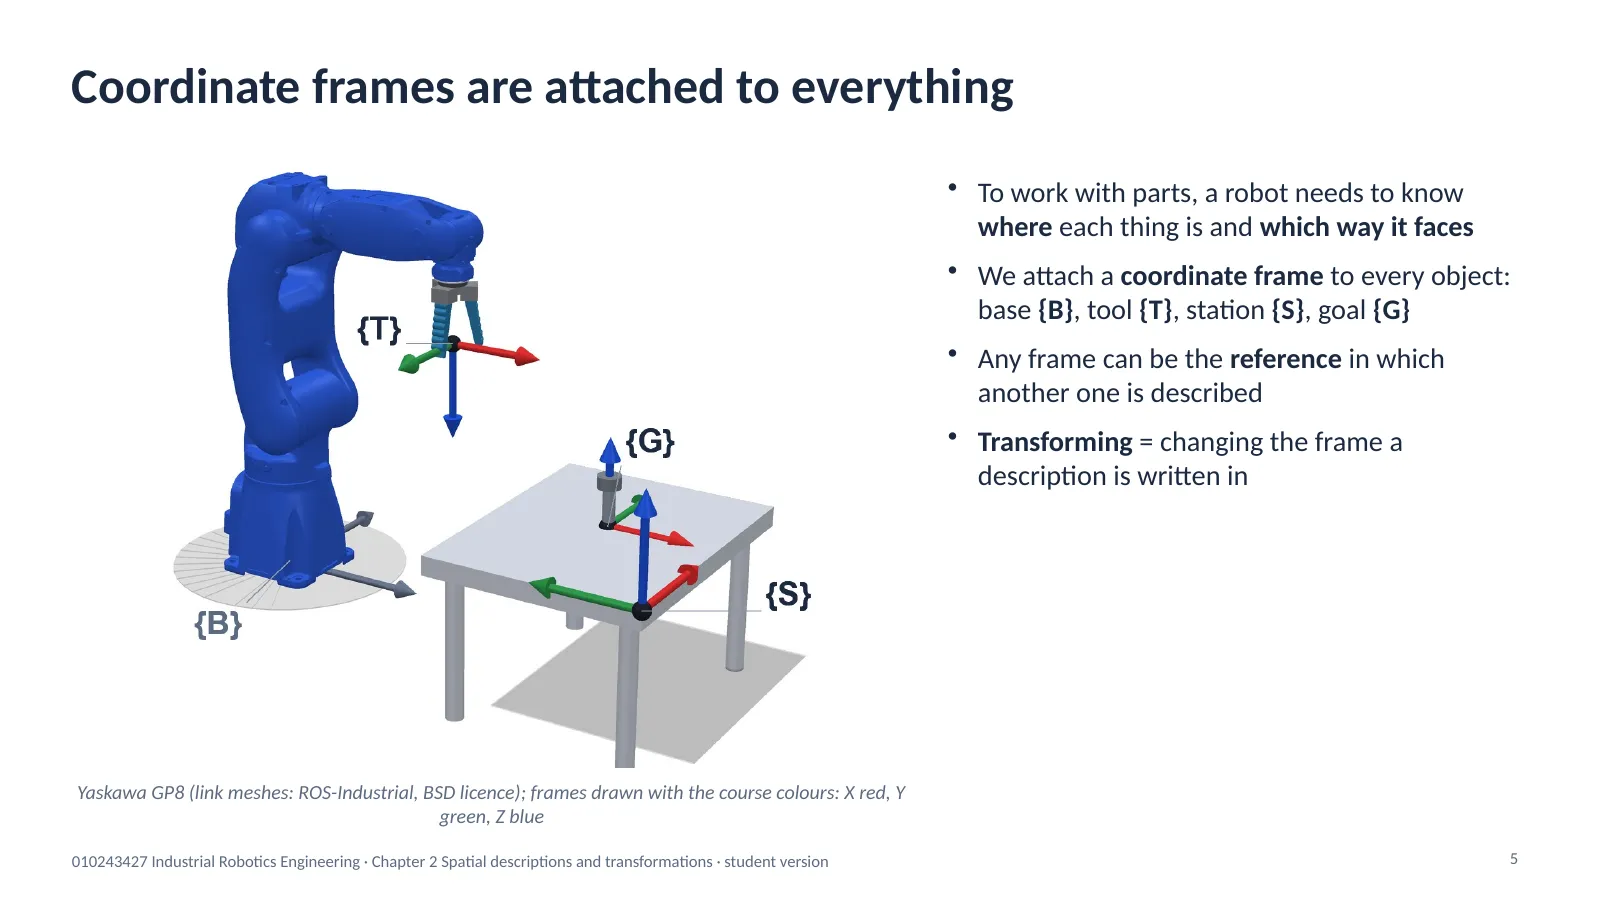 Coordinate frames are attached to everything
{T}
{G}
{S}
{B}
• To work with parts, a robot needs to know
where each thing is and which way it faces
• We attach a coordinate frame to every object:
base {B}, tool {T}, station {S}, goal {G}
• Any frame can be the reference in which
another one is described
• Transforming = changing the frame a
description is written in
Yaskawa GP8 (link meshes: ROS-Industrial, BSD licence); frames drawn with the course colours: X red, Y
green, Z blue
010243427 Industrial Robotics Engineering · Chapter 2 Spatial descriptions and transformations · student version
5